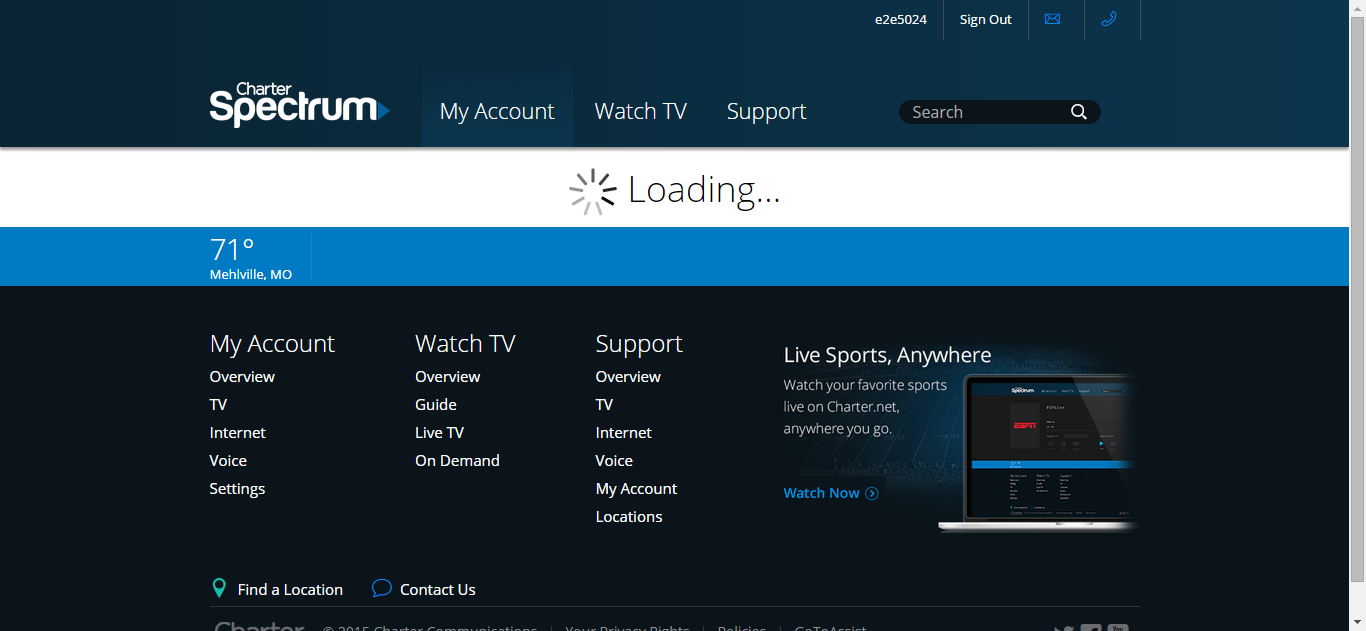 e2e5024 Sign Out
Charter
Spectrum
My Account Watch TV Support Search
Loading...
71°
Mehlville, MO
My Account
Overview
TV
Internet
Voice
Settings
Watch TV
Overview
Guide
Live TV
On Demand
Support
Overview
TV
Internet
Voice
My Account
Locations
Live Sports, Anywhere
Watch your favorite sports
live on Charter.net,
anywhere you go.
Watch Now
Spectrum
ESPN
Find a Location Contact Us
Charter © 2015 Charter Communications Your Privacy Rights Policies GoToAssist